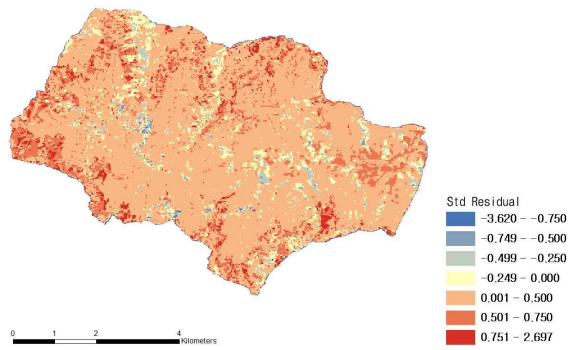 Std Residual
-3.620 - -0.750
-0.749 - -0.500
-0.499 - -0.250
-0.249 - 0.000
0.001 - 0.500
0.501 - 0.750
0.751 - 2.697
0 1 2 4
Kilometers